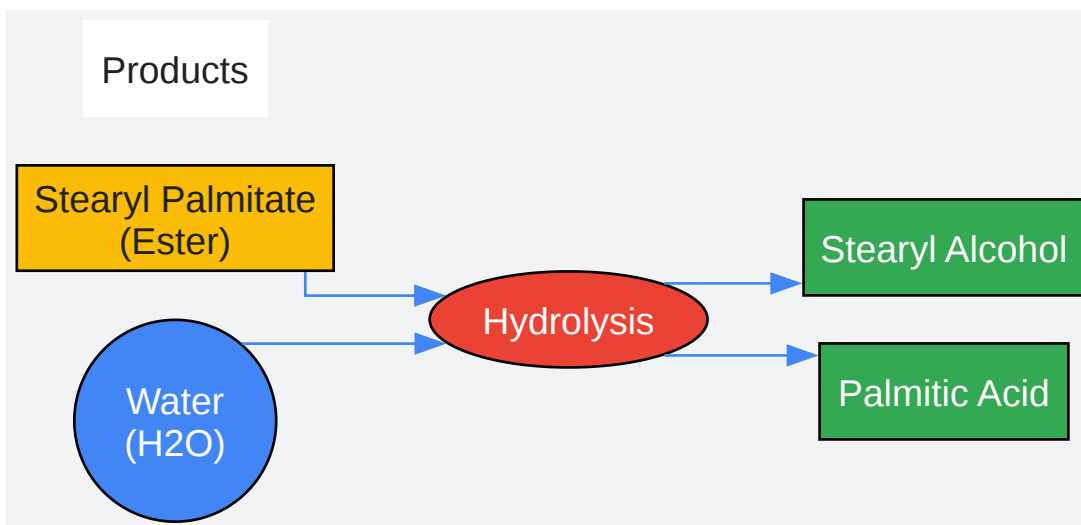 Products
Stearyl Palmitate
(Ester)
Water
(H2O)
Hydrolysis
Stearyl Alcohol
Palmitic Acid